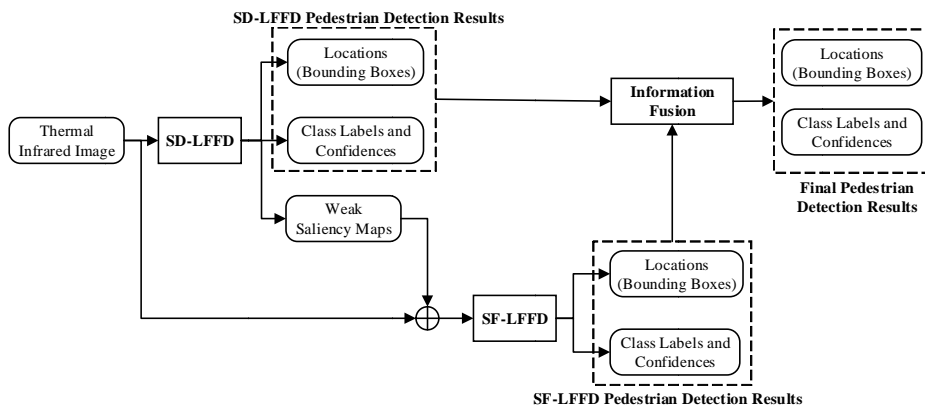 SD-LFFD Pedestrian Detection Results
Locations
(Bounding Boxes)
Class Labels and
Confidences
Thermal
Infrared Image
SD-LFFD
Weak
Saliency Maps
Information
Fusion
Locations
(Bounding Boxes)
Class Labels and
Confidences
Final Pedestrian
Detection Results
SF-LFFD
Locations
(Bounding Boxes)
Class Labels and
Confidences
SF-LFFD Pedestrian Detection Results